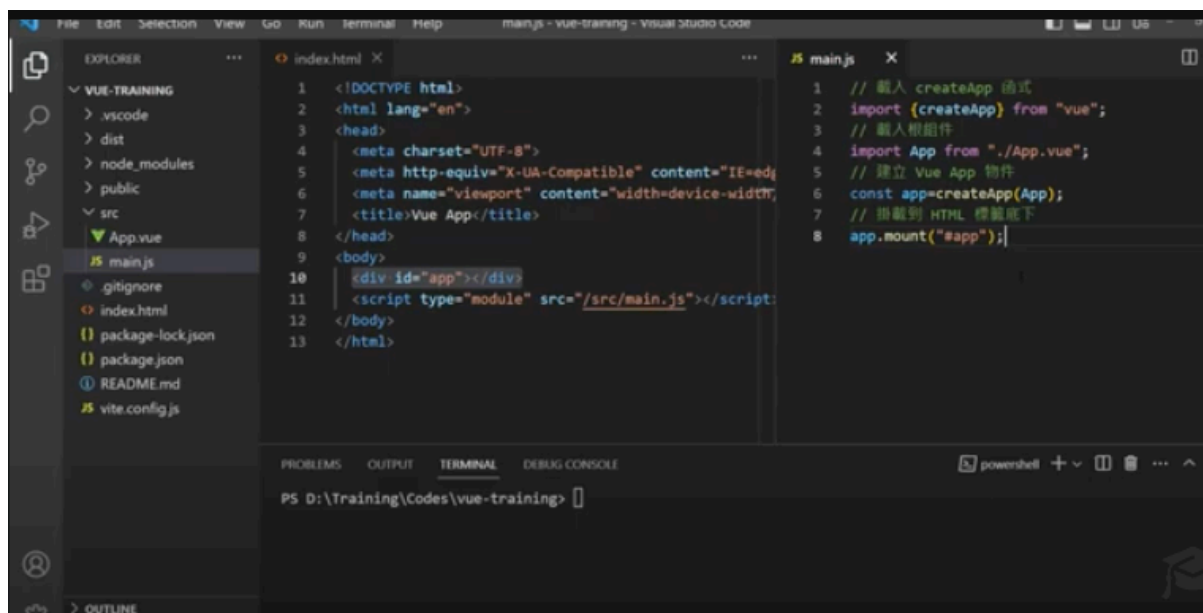 File Edit Selection View Go Run Terminal Help main.js - vue-training - Visual Studio Code
EXPLORER ...
VUE-TRAINING
.vscode
dist
node_modules
public
src
App.vue
JS main.js
.gitignore
<> index.html
{} package-lock.json
{} package.json
README.md
JS vite.config.js
OUTLINE
<> index.html × ...
1 <!DOCTYPE html>
2 <html lang="en">
3 <head>
4 <meta charset="UTF-8">
5 <meta http-equiv="X-UA-Compatible" content="IE=edg
6 <meta name="viewport" content="width=device-width,
7 <title>Vue App</title>
8 </head>
9 <body>
10 <div id="app"></div>
11 <script type="module" src="/src/main.js"></script>
12 </body>
13 </html>
JS main.js ×
1 // 載入 createApp 函式
2 import {createApp} from "vue";
3 // 載入根組件
4 import App from "./App.vue";
5 // 建立 Vue App 物件
6 const app=createApp(App);
7 // 掛載到 HTML 標籤底下
8 app.mount("#app");
PROBLEMS OUTPUT TERMINAL DEBUG CONSOLE powershell
PS D:\Training\Codes\vue-training>